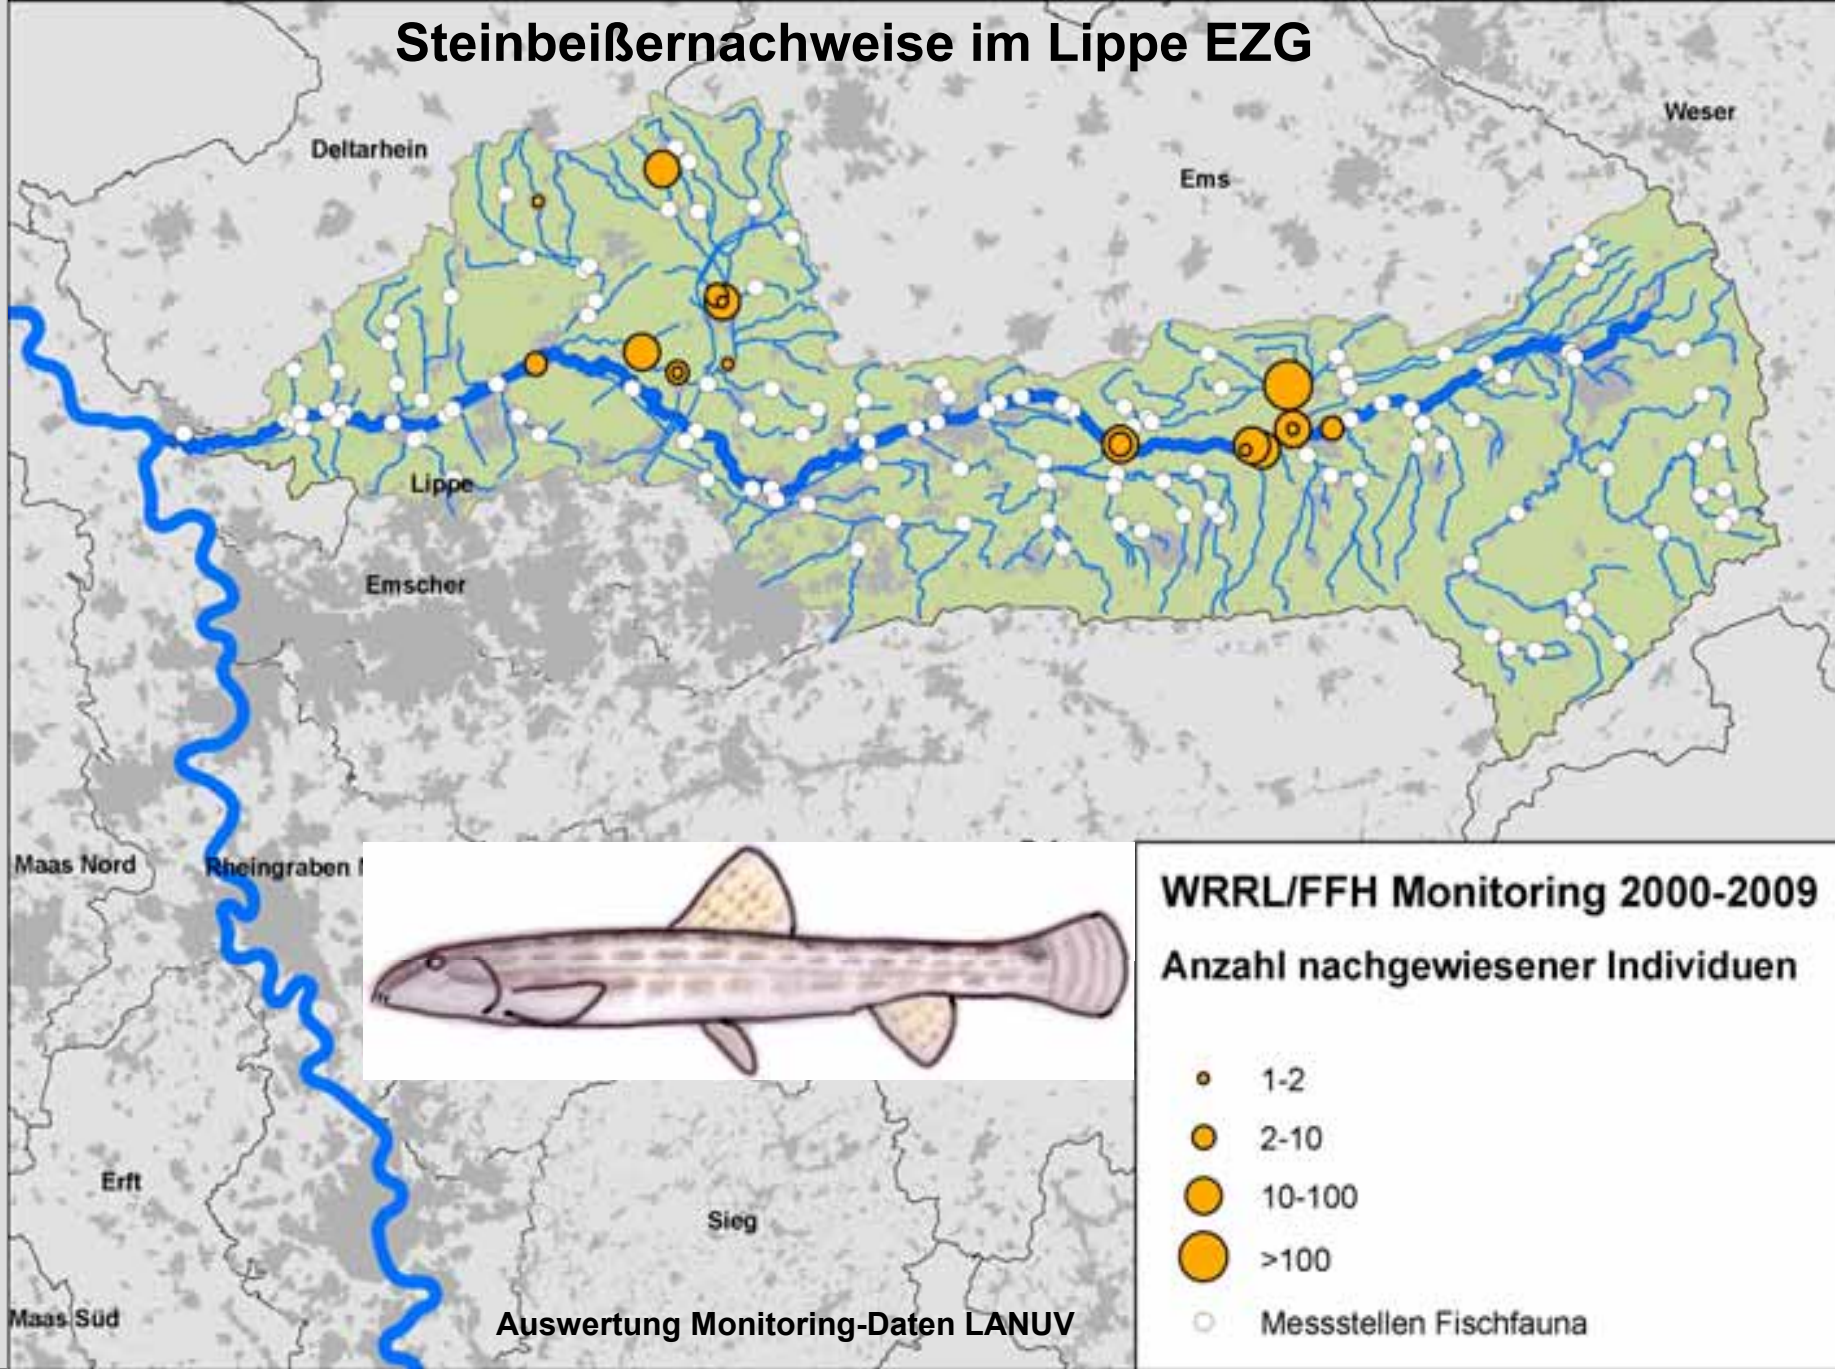 Steinbeißernachweise im Lippe EZG
Weser
Deltarhein
Ems
Lippe
Emscher
Maas Nord
Rheingraben
WRRL/FFH Monitoring 2000-2009
Anzahl nachgewiesener Individuen
1-2
2-10
10-100
>100
Messstellen Fischfauna
Erft
Sieg
Maas Süd
Auswertung Monitoring-Daten LANUV